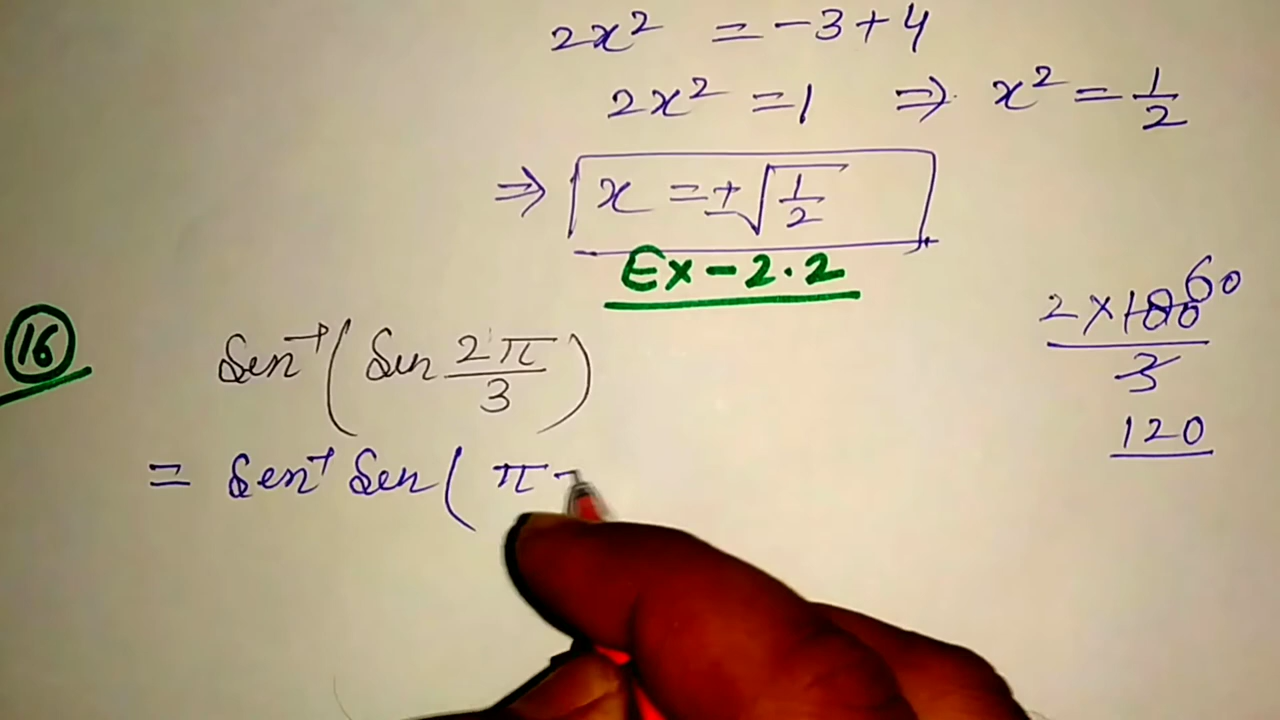 2x² = -3+4
2x² = 1 ⇒ x² = 1/2
⇒ x = ±√(1/2)
Ex-2.2
16 Sin⁻¹(Sin 2π/3)
= Sin⁻¹ Sin( π -
2×180 60
3
120